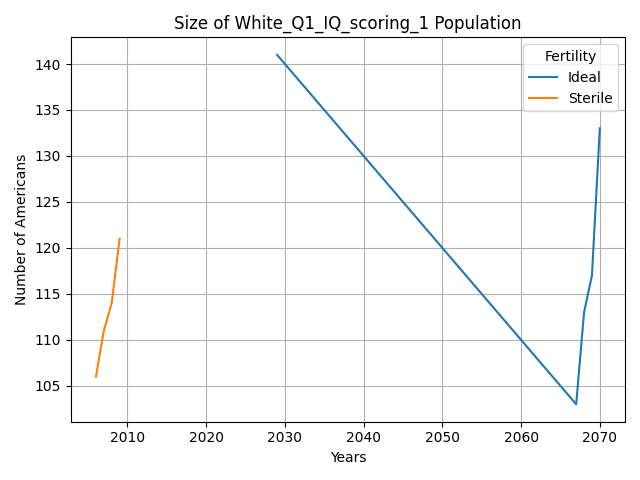 Size of White_Q1_IQ_scoring_1 Population
Number of Americans
140
135
130
125
120
115
110
105
Fertility
Ideal
Sterile
2010 2020 2030 2040 2050 2060 2070
Years